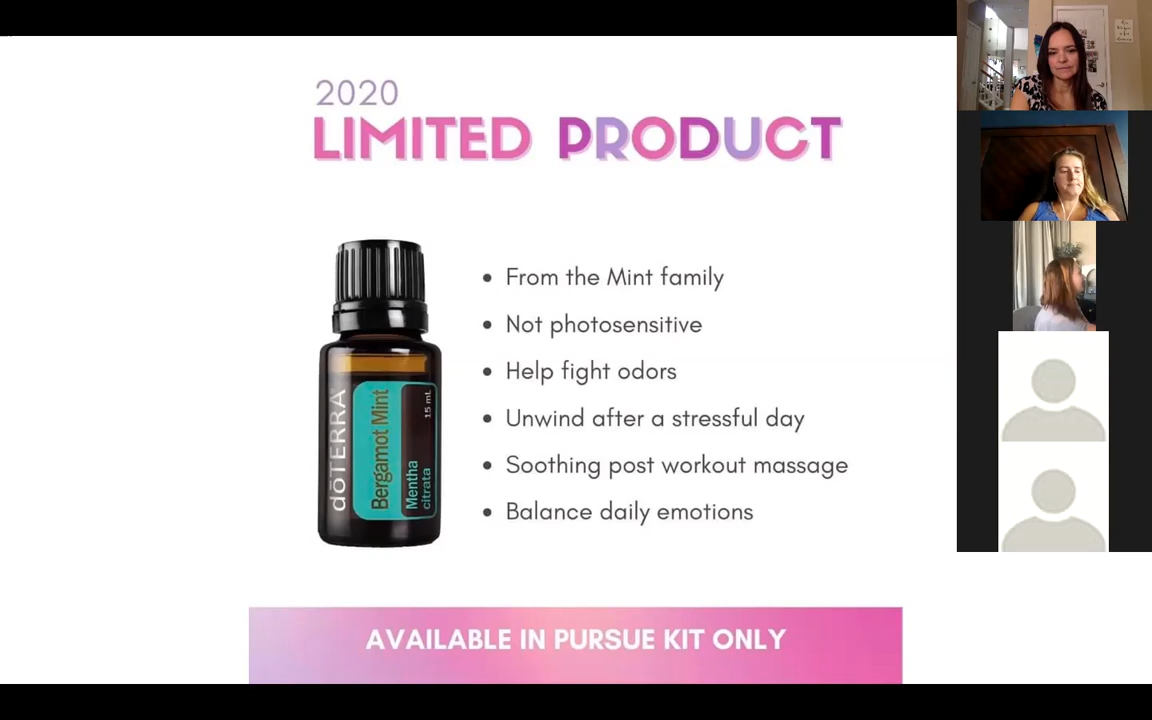 2020
LIMITED PRODUCT
From the Mint family
Not photosensitive
Help fight odors
Unwind after a stressful day
Soothing post workout massage
Balance daily emotions
dōTERRA
Bergamot Mint
Mentha
citrata
15 mL
AVAILABLE IN PURSUE KIT ONLY